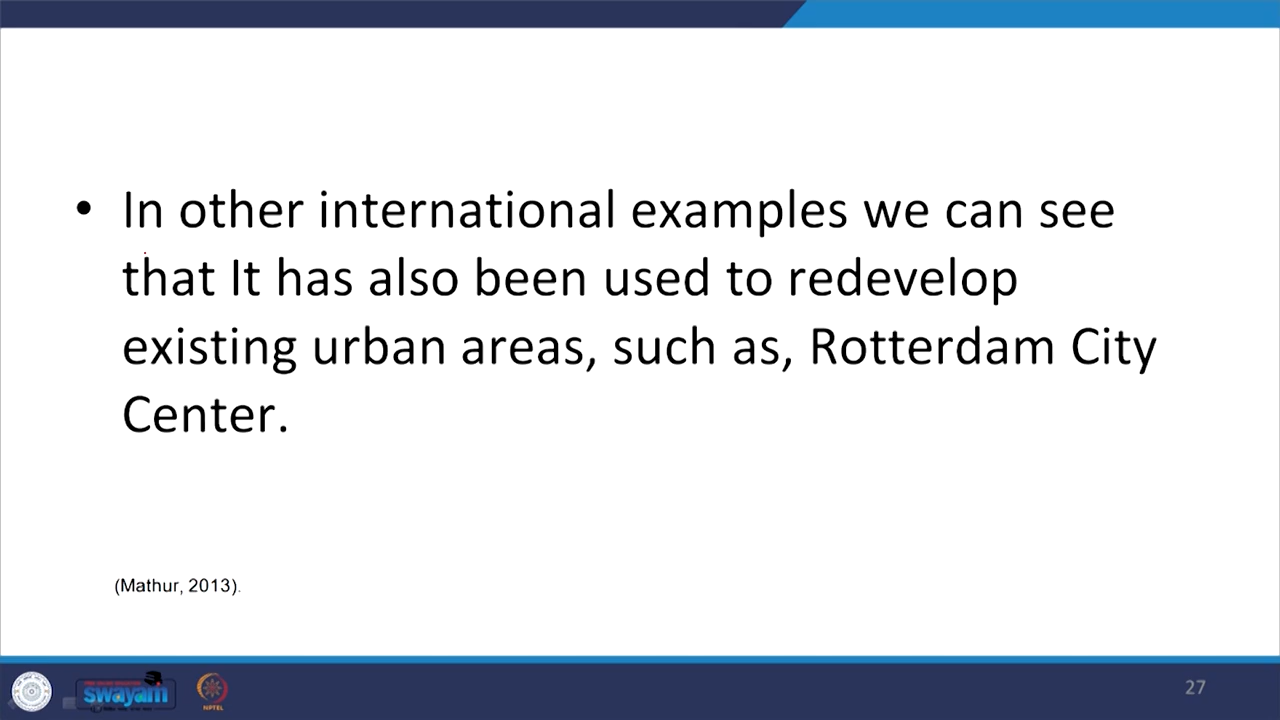 • In other international examples we can see
that It has also been used to redevelop
existing urban areas, such as, Rotterdam City
Center.
(Mathur, 2013).
swayam
NPTEL
27